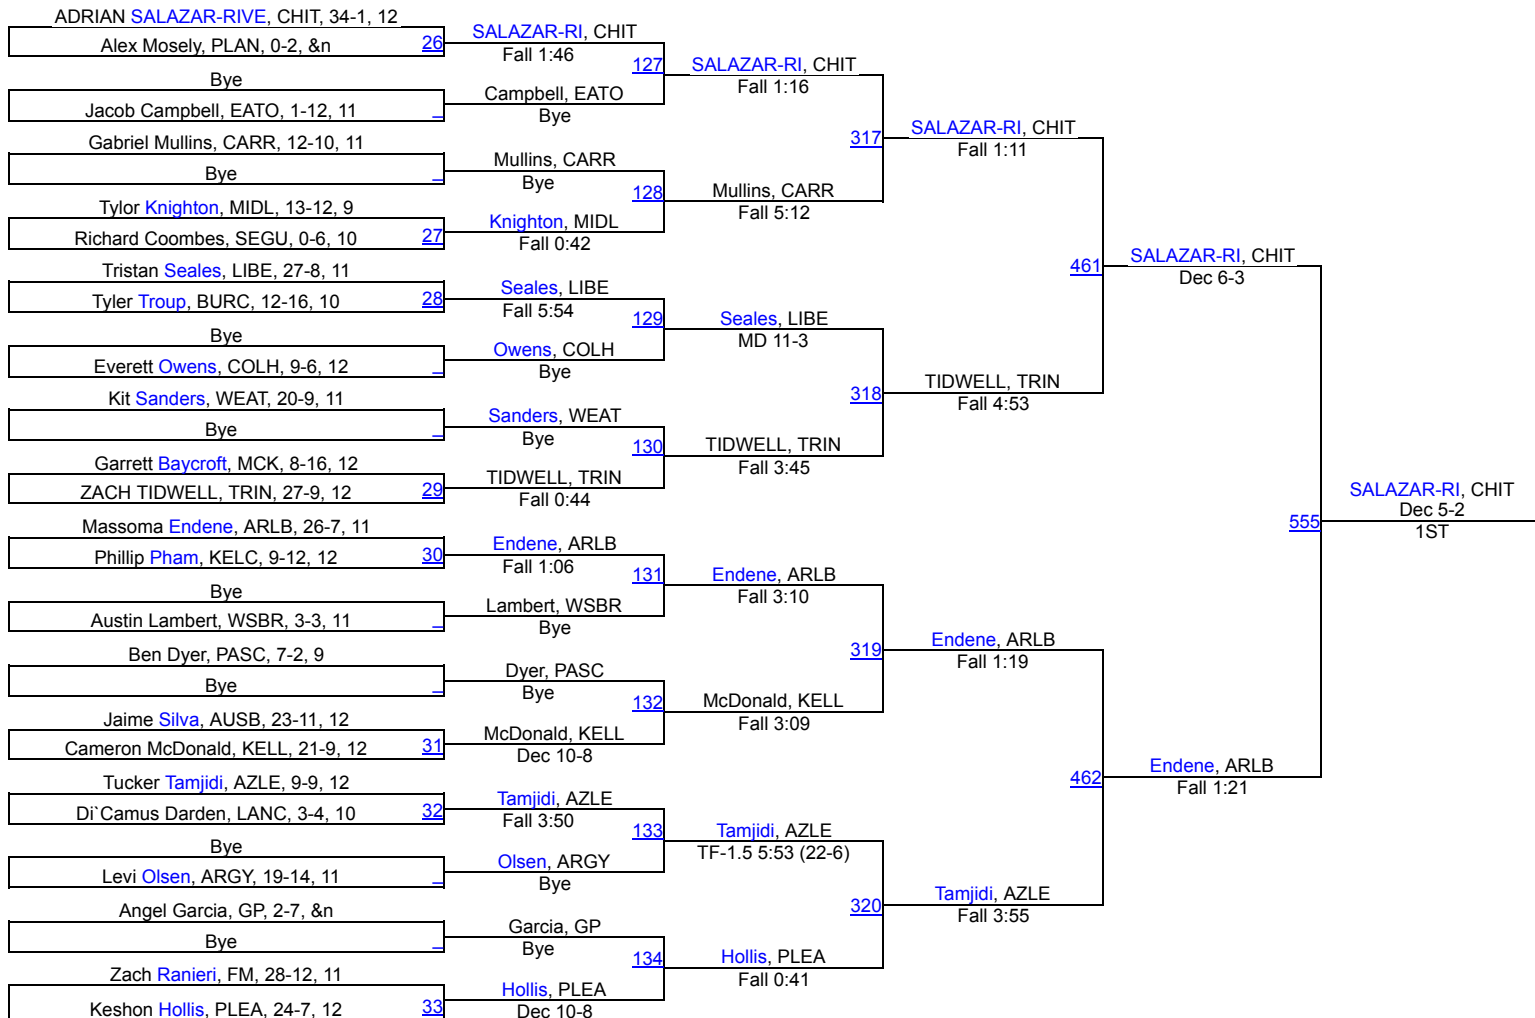 ADRIAN SALAZAR-RIVE, CHIT, 34-1, 12
Alex Mosely, PLAN, 0-2, &n
26
Bye
Jacob Campbell, EATO, 1-12, 11
Gabriel Mullins, CARR, 12-10, 11
Bye
Tylor Knighton, MIDL, 13-12, 9
Richard Coombes, SEGU, 0-6, 10
27
Tristan Seales, LIBE, 27-8, 11
Tyler Troup, BURC, 12-16, 10
28
Bye
Everett Owens, COLH, 9-6, 12
Kit Sanders, WEAT, 20-9, 11
Bye
Garrett Baycroft, MCK, 8-16, 12
ZACH TIDWELL, TRIN, 27-9, 12
29
Massoma Endene, ARLB, 26-7, 11
Phillip Pham, KELC, 9-12, 12
30
Bye
Austin Lambert, WSBR, 3-3, 11
Ben Dyer, PASC, 7-2, 9
Bye
Jaime Silva, AUSB, 23-11, 12
Cameron McDonald, KELL, 21-9, 12
31
Tucker Tamjidi, AZLE, 9-9, 12
Di`Camus Darden, LANC, 3-4, 10
32
Bye
Levi Olsen, ARGY, 19-14, 11
Angel Garcia, GP, 2-7, &n
Bye
Zach Ranieri, FM, 28-12, 11
Keshon Hollis, PLEA, 24-7, 12
33
SALAZAR-RI, CHIT
Fall 1:46
127
Campbell, EATO
Bye
Mullins, CARR
Bye
128
Knighton, MIDL
Fall 0:42
Seales, LIBE
Fall 5:54
129
Owens, COLH
Bye
Sanders, WEAT
Bye
130
TIDWELL, TRIN
Fall 0:44
Endene, ARLB
Fall 1:06
131
Lambert, WSBR
Bye
Dyer, PASC
Bye
132
McDonald, KELL
Dec 10-8
Tamjidi, AZLE
Fall 3:50
133
Olsen, ARGY
Bye
Garcia, GP
Bye
134
Hollis, PLEA
Dec 10-8
SALAZAR-RI, CHIT
Fall 1:16
317
Mullins, CARR
Fall 5:12
Seales, LIBE
MD 11-3
318
TIDWELL, TRIN
Fall 3:45
Endene, ARLB
Fall 3:10
319
McDonald, KELL
Fall 3:09
Tamjidi, AZLE
TF-1.5 5:53 (22-6)
320
Hollis, PLEA
Fall 0:41
SALAZAR-RI, CHIT
Fall 1:11
461
TIDWELL, TRIN
Fall 4:53
Endene, ARLB
Fall 1:19
462
Tamjidi, AZLE
Fall 3:55
SALAZAR-RI, CHIT
Dec 6-3
555
Endene, ARLB
Fall 1:21
SALAZAR-RI, CHIT
Dec 5-2
1ST